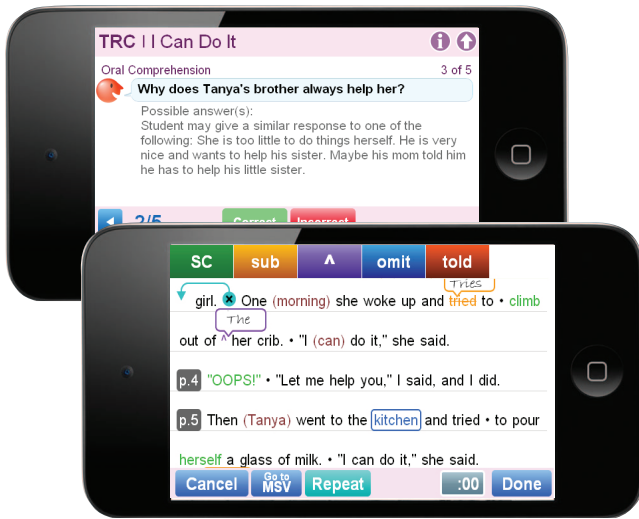 TRC | I Can Do It
Oral Comprehension 3 of 5
Why does Tanya's brother always help her?
Possible answer(s):
Student may give a similar response to one of the
following: She is too little to do things herself. He is very
nice and wants to help his sister. Maybe his mom told him
he has to help his little sister.
2/5 Correct Incorrect
SC sub ^ omit told
Tries
girl. x One (morning) she woke up and tried to • climb
The
out of ^ her crib. • "I (can) do it," she said.
p.4 "OOPS!" • "Let me help you," I said, and I did.
p.5 Then (Tanya) went to the kitchen and tried • to pour
herself a glass of milk. • "I can do it," she said.
Cancel Go to MSV Repeat :00 Done